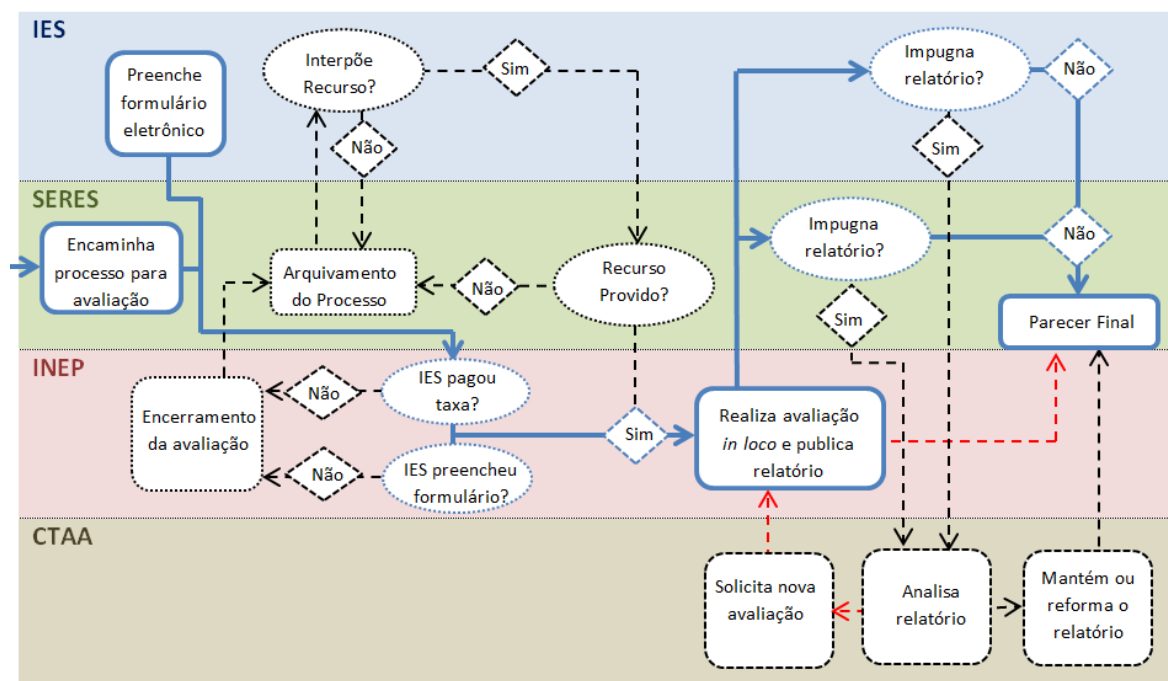 IES
Preenche
formulário
eletrônico
Interpõe
Recurso?
Sim
Não
Impugna
relatório?
Não
Sim
SERES
Encaminha
processo para
avaliação
Arquivamento
do Processo
Não
Recurso
Provido?
Impugna
relatório?
Não
Sim
Parecer Final
INEP
Encerramento
da avaliação
Não
IES pagou
taxa?
Não
IES preencheu
formulário?
Sim
Realiza avaliação
in loco e publica
relatório
CTAA
Solicita nova
avaliação
Analisa
relatório
Mantém ou
reforma o
relatório